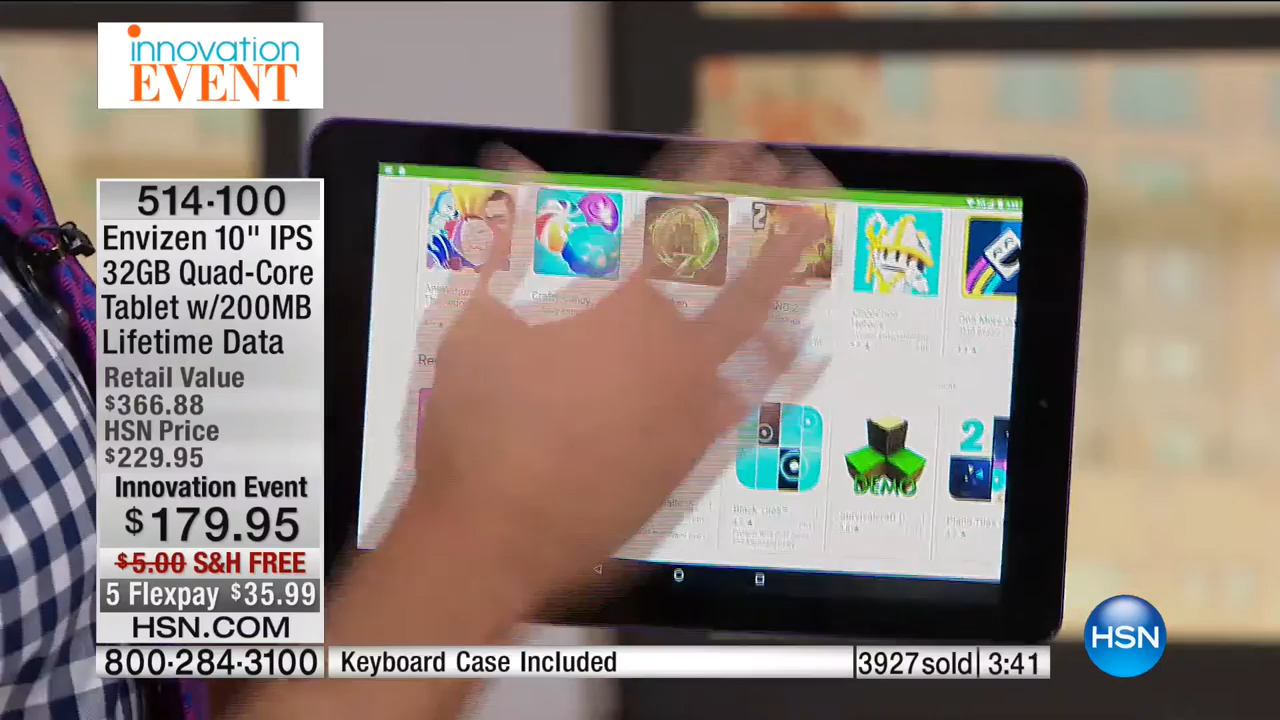 innovation
EVENT
514-100
Envizen 10" IPS
32GB Quad-Core
Tablet w/200MB
Lifetime Data
Retail Value
$366.88
HSN Price
$229.95
Innovation Event
$179.95
$5.00 S&H FREE
5 Flexpay $35.99
HSN.COM
800-284-3100
Keyboard Case Included
3927sold
3:41
HSN
2
DEMO
2